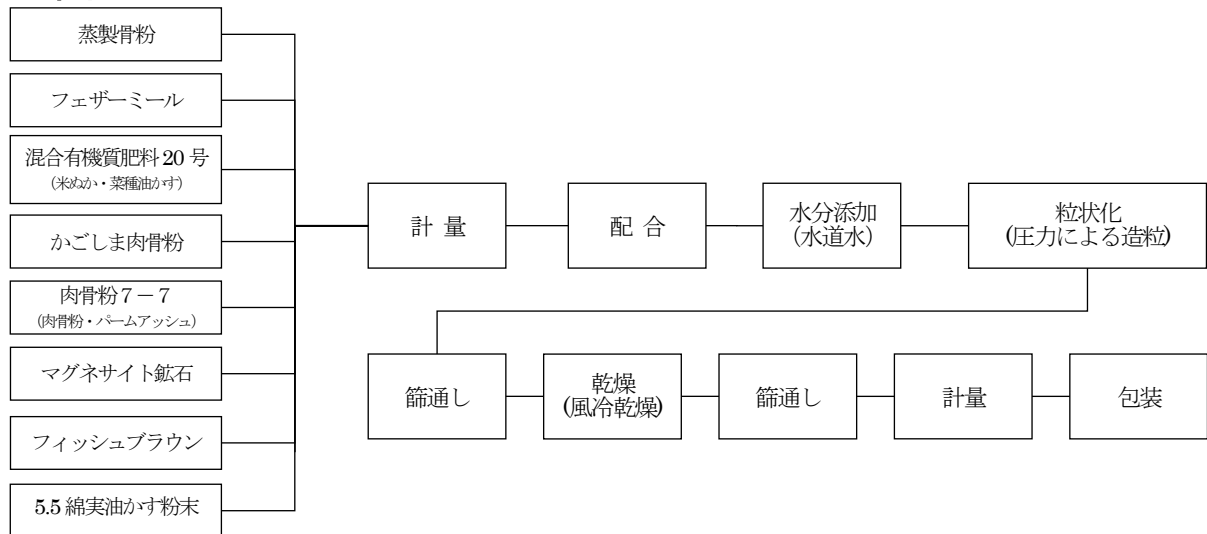 蒸製骨粉
フェザーミール
混合有機質肥料 20 号
(米ぬか・菜種油かす)
かごしま肉骨粉
肉骨粉７－７
(肉骨粉・パームアッシュ)
マグネサイト鉱石
フィッシュブラウン
5.5 綿実油かす粉末
計 量
配 合
水分添加
(水道水)
粒状化
(圧力による造粒)
篩通し
乾燥
(風冷乾燥)
篩通し
計量
包装